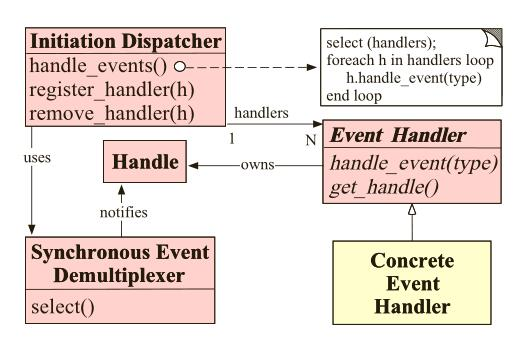 Initiation Dispatcher
handle_events()
register_handler(h)
remove_handler(h)
select (handlers);
foreach h in handlers loop
h.handle_event(type)
end loop
handlers
1
N
uses
Handle
owns
Event Handler
handle_event(type)
get_handle()
notifies
Synchronous Event
Demultiplexer
select()
Concrete
Event
Handler